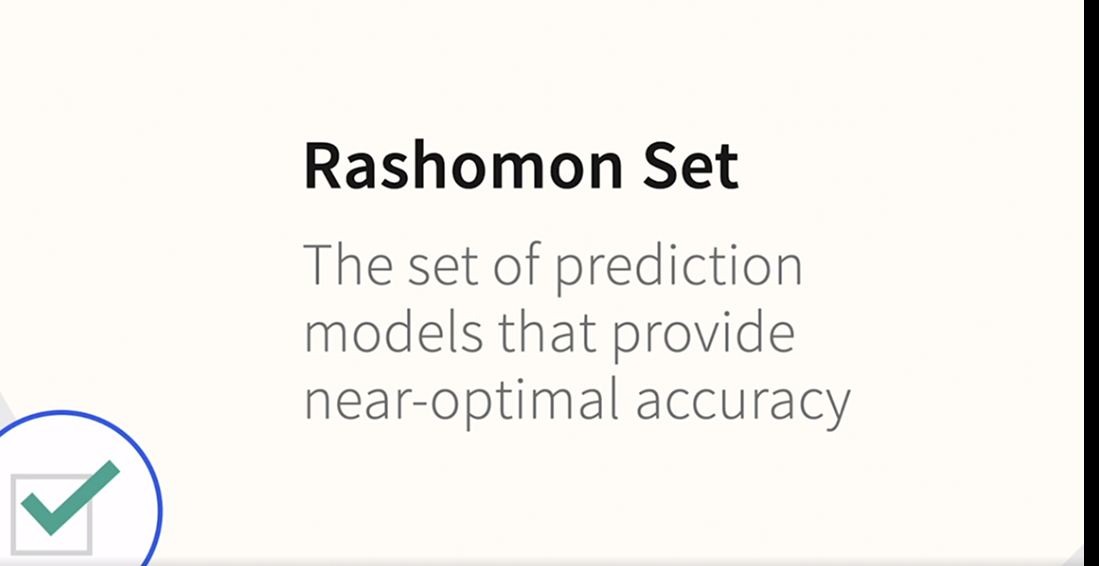 Rashomon Set
The set of prediction
models that provide
near-optimal accuracy